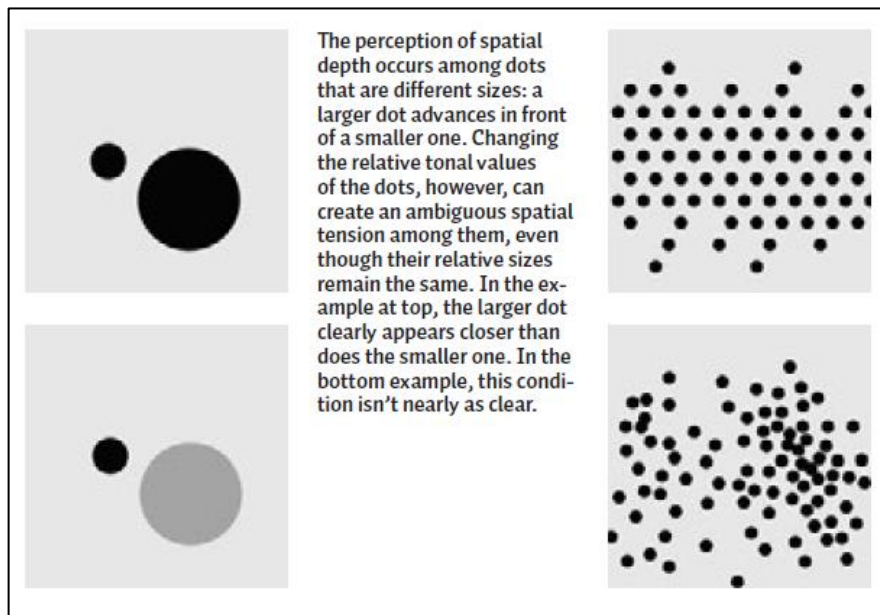 The perception of spatial
depth occurs among dots
that are different sizes: a
larger dot advances in front
of a smaller one. Changing
the relative tonal values
of the dots, however, can
create an ambiguous spatial
tension among them, even
though their relative sizes
remain the same. In the ex-
ample at top, the larger dot
clearly appears closer than
does the smaller one. In the
bottom example, this condi-
tion isn’t nearly as clear.